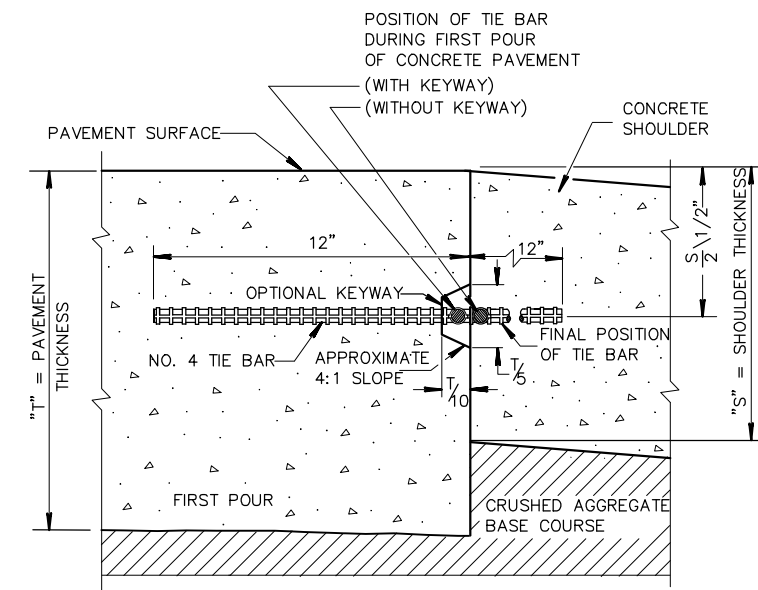 POSITION OF TIE BAR
DURING FIRST POUR
OF CONCRETE PAVEMENT
(WITH KEYWAY)
(WITHOUT KEYWAY)
CONCRETE
SHOULDER
PAVEMENT SURFACE
12"
12"
S/2 \1/2"
"S" = SHOULDER THICKNESS
"T" = PAVEMENT
THICKNESS
OPTIONAL KEYWAY
NO. 4 TIE BAR
APPROXIMATE
4:1 SLOPE
FINAL POSITION
OF TIE BAR
T/5
T/10
FIRST POUR
CRUSHED AGGREGATE
BASE COURSE